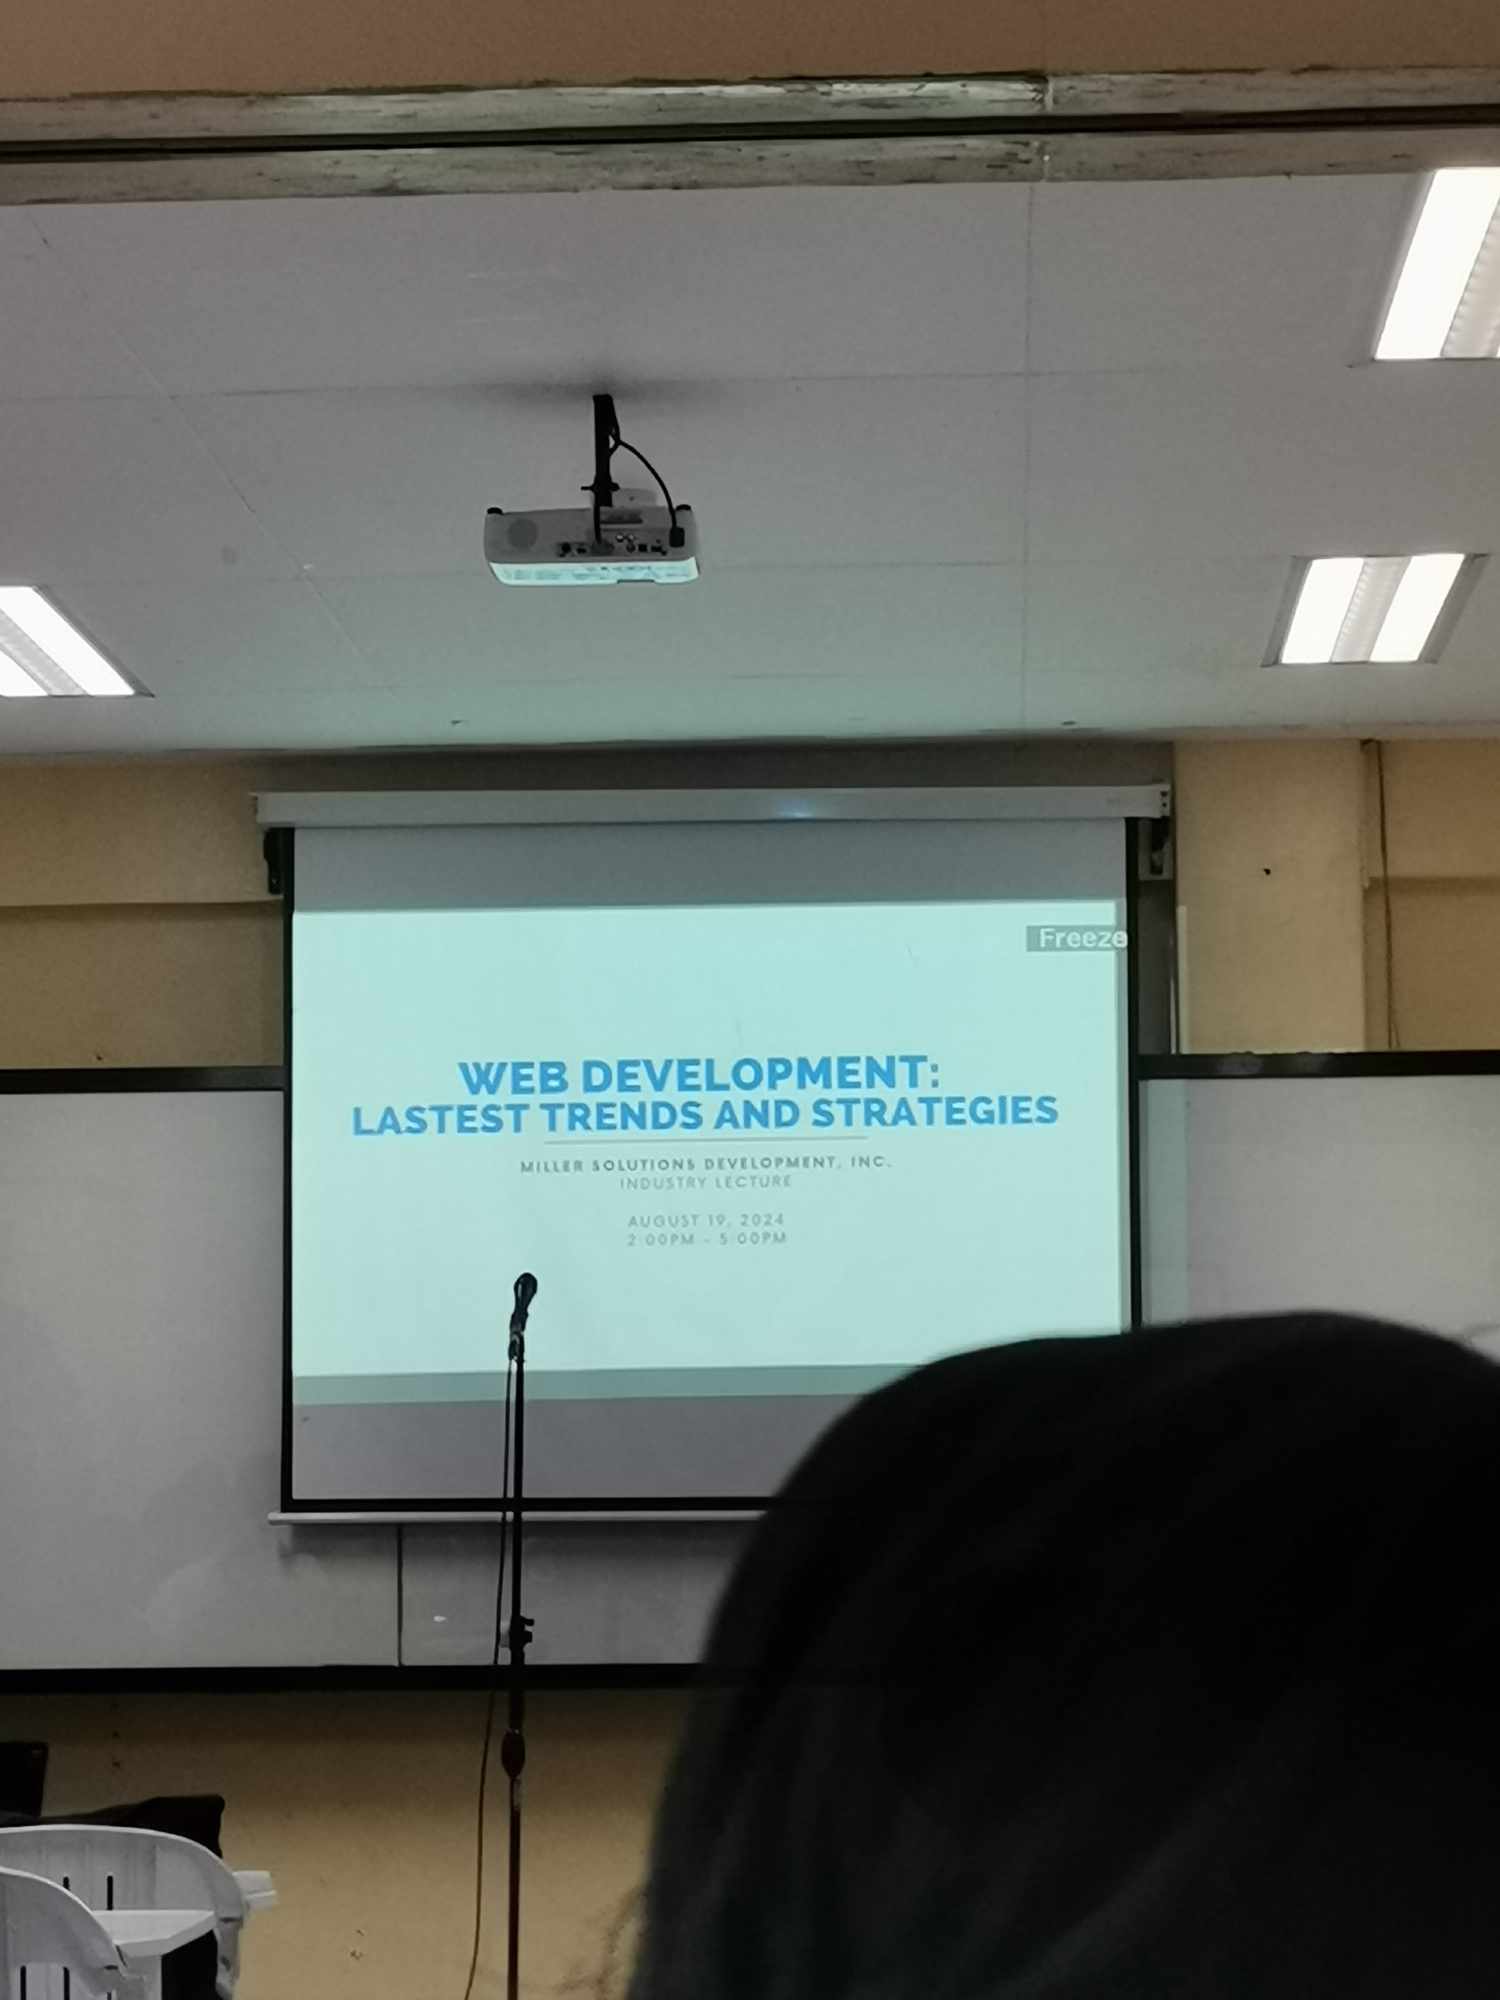 Freeze
WEB DEVELOPMENT:
LASTEST TRENDS AND STRATEGIES
MILLER SOLUTIONS DEVELOPMENT, INC.
INDUSTRY LECTURE
AUGUST 19, 2024
2:00PM - 5:00PM